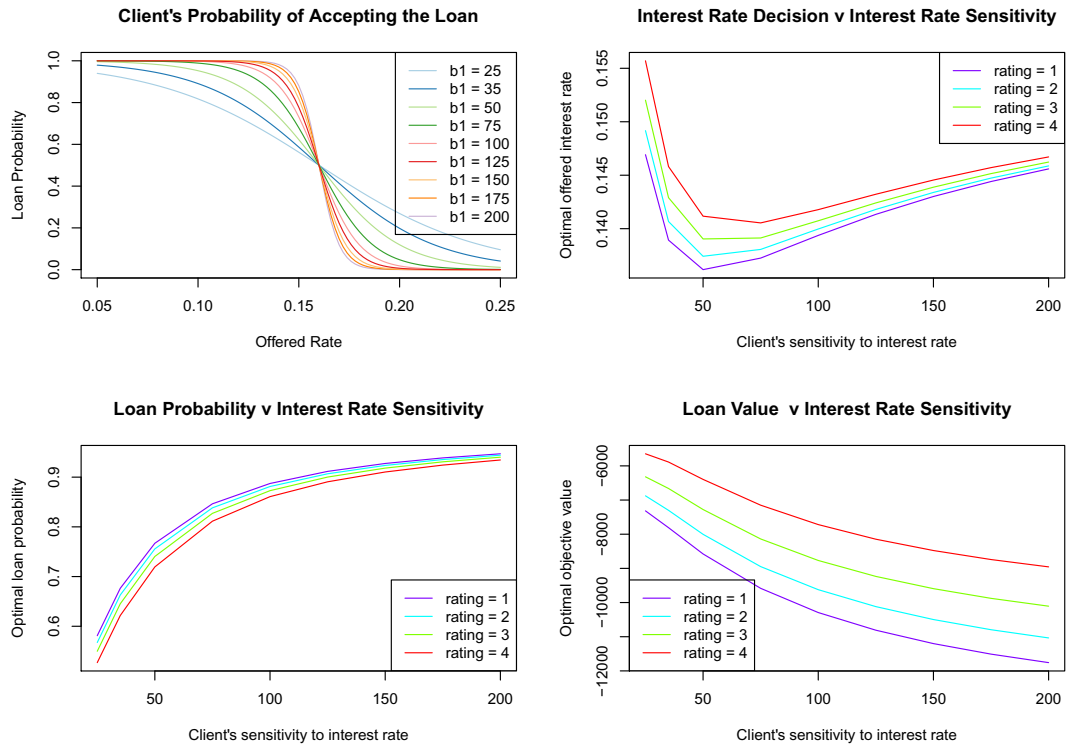 Client's Probability of Accepting the Loan
Loan Probability
1.0
0.8
0.6
0.4
0.2
0.0
b1 = 25
b1 = 35
b1 = 50
b1 = 75
b1 = 100
b1 = 125
b1 = 150
b1 = 175
b1 = 200
0.05
0.10
0.15
0.20
0.25
Offered Rate
Interest Rate Decision v Interest Rate Sensitivity
Optimal offered interest rate
0.155
0.150
0.145
0.140
rating = 1
rating = 2
rating = 3
rating = 4
50
100
150
200
Client's sensitivity to interest rate
Loan Probability v Interest Rate Sensitivity
Optimal loan probability
0.9
0.8
0.7
0.6
rating = 1
rating = 2
rating = 3
rating = 4
50
100
150
200
Client's sensitivity to interest rate
Loan Value v Interest Rate Sensitivity
Optimal objective value
−6000
−8000
−10000
−12000
rating = 1
rating = 2
rating = 3
rating = 4
50
100
150
200
Client's sensitivity to interest rate